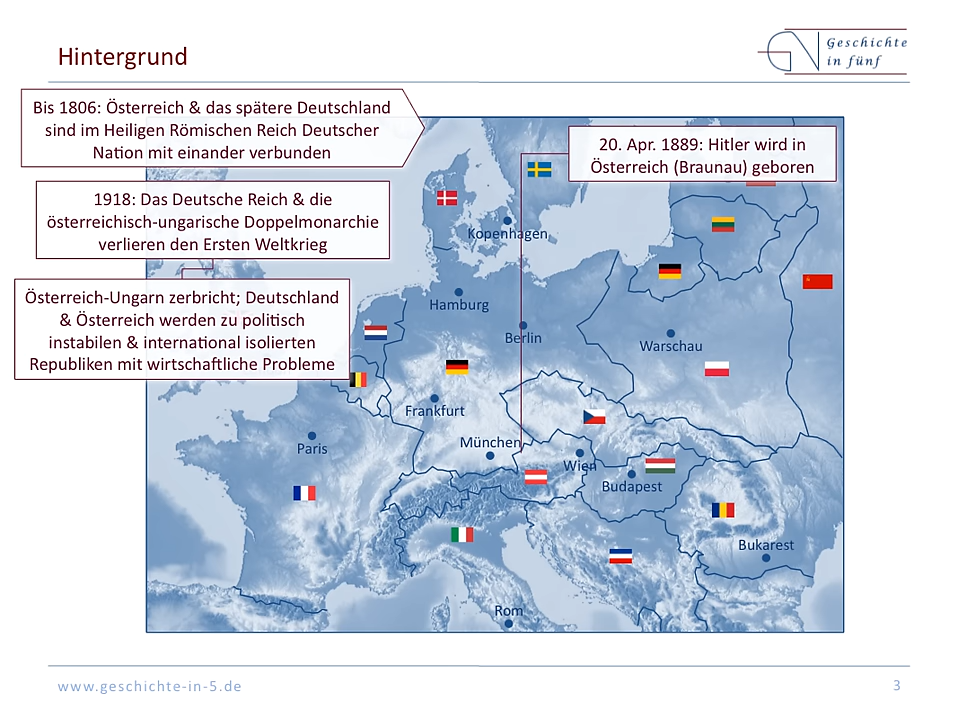 Hintergrund
Geschichte
in fünf
Bis 1806: Österreich & das spätere Deutschland
sind im Heiligen Römischen Reich Deutscher
Nation mit einander verbunden
20. Apr. 1889: Hitler wird in
Österreich (Braunau) geboren
1918: Das Deutsche Reich & die
österreichisch-ungarische Doppelmonarchie
verlieren den Ersten Weltkrieg
Österreich-Ungarn zerbricht; Deutschland
& Österreich werden zu politisch
instabilen & international isolierten
Republiken mit wirtschaftliche Probleme
Kopenhagen
Hamburg
Berlin
Warschau
Frankfurt
München
Paris
Wien
Budapest
Bukarest
Rom
www.geschichte-in-5.de
3